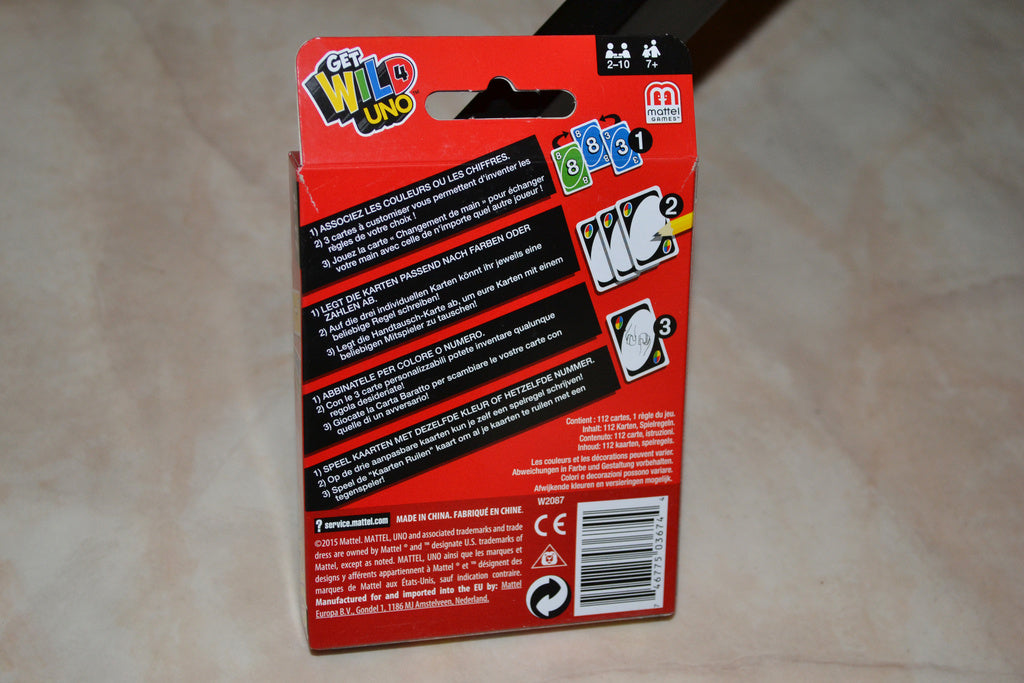 GET
WILD 4
UNO™
2-10 7+
mattel
GAMES®
8 8 3 1
1) ASSOCIEZ LES COULEURS OU LES CHIFFRES.
2) 3 cartes à customiser vous permettent d'inventer les
règles de votre choix !
3) Jouez la carte « Changement de main » pour échanger
votre main avec celle de n'importe quel autre joueur !
2
1) LEGT DIE KARTEN PASSEND NACH FARBEN ODER
ZAHLEN AB.
2) Auf die drei individuellen Karten könnt ihr jeweils eine
beliebige Regel schreiben!
3) Legt die Handtausch-Karte ab, um eure Karten mit einem
beliebigen Mitspieler zu tauschen!
3
1) ABBINATELE PER COLORE O NUMERO.
2) Con le 3 carte personalizzabili potete inventare qualunque
regola desideriate!
3) Giocate la Carta Baratto per scambiare le vostre carte con
quelle di un avversario!
1) SPEEL KAARTEN MET DEZELFDE KLEUR OF HETZELFDE NUMMER.
2) Op de drie aanpasbare kaarten kun je zelf een spelregel schrijven!
3) Speel de "Kaarten Ruilen" kaart om al je kaarten te ruilen met een
tegenspeler!
Contient : 112 cartes, 1 règle du jeu.
Inhalt: 112 Karten, Spielregeln.
Contenuto: 112 carte, istruzioni.
Inhoud: 112 kaarten, spelregels.
Les couleurs et les décorations peuvent varier.
Abweichungen in Farbe und Gestaltung vorbehalten.
Colori e decorazioni possono variare.
Afwijkende kleuren en versieringen mogelijk.
? service.mattel.com MADE IN CHINA. FABRIQUÉ EN CHINE.
©2015 Mattel. MATTEL, UNO and associated trademarks and trade
dress are owned by Mattel ® and ™ designate U.S. trademarks of
Mattel, except as noted. MATTEL, UNO ainsi que les marques et
designs y afférents appartiennent à Mattel ® et ™ désignent des
marques de Mattel aux États-Unis, sauf indication contraire.
Manufactured for and imported into the EU by: Mattel
Europa B.V., Gondel 1, 1186 MJ Amstelveen, Nederland.
W2087
CE
7 46775 03674 4